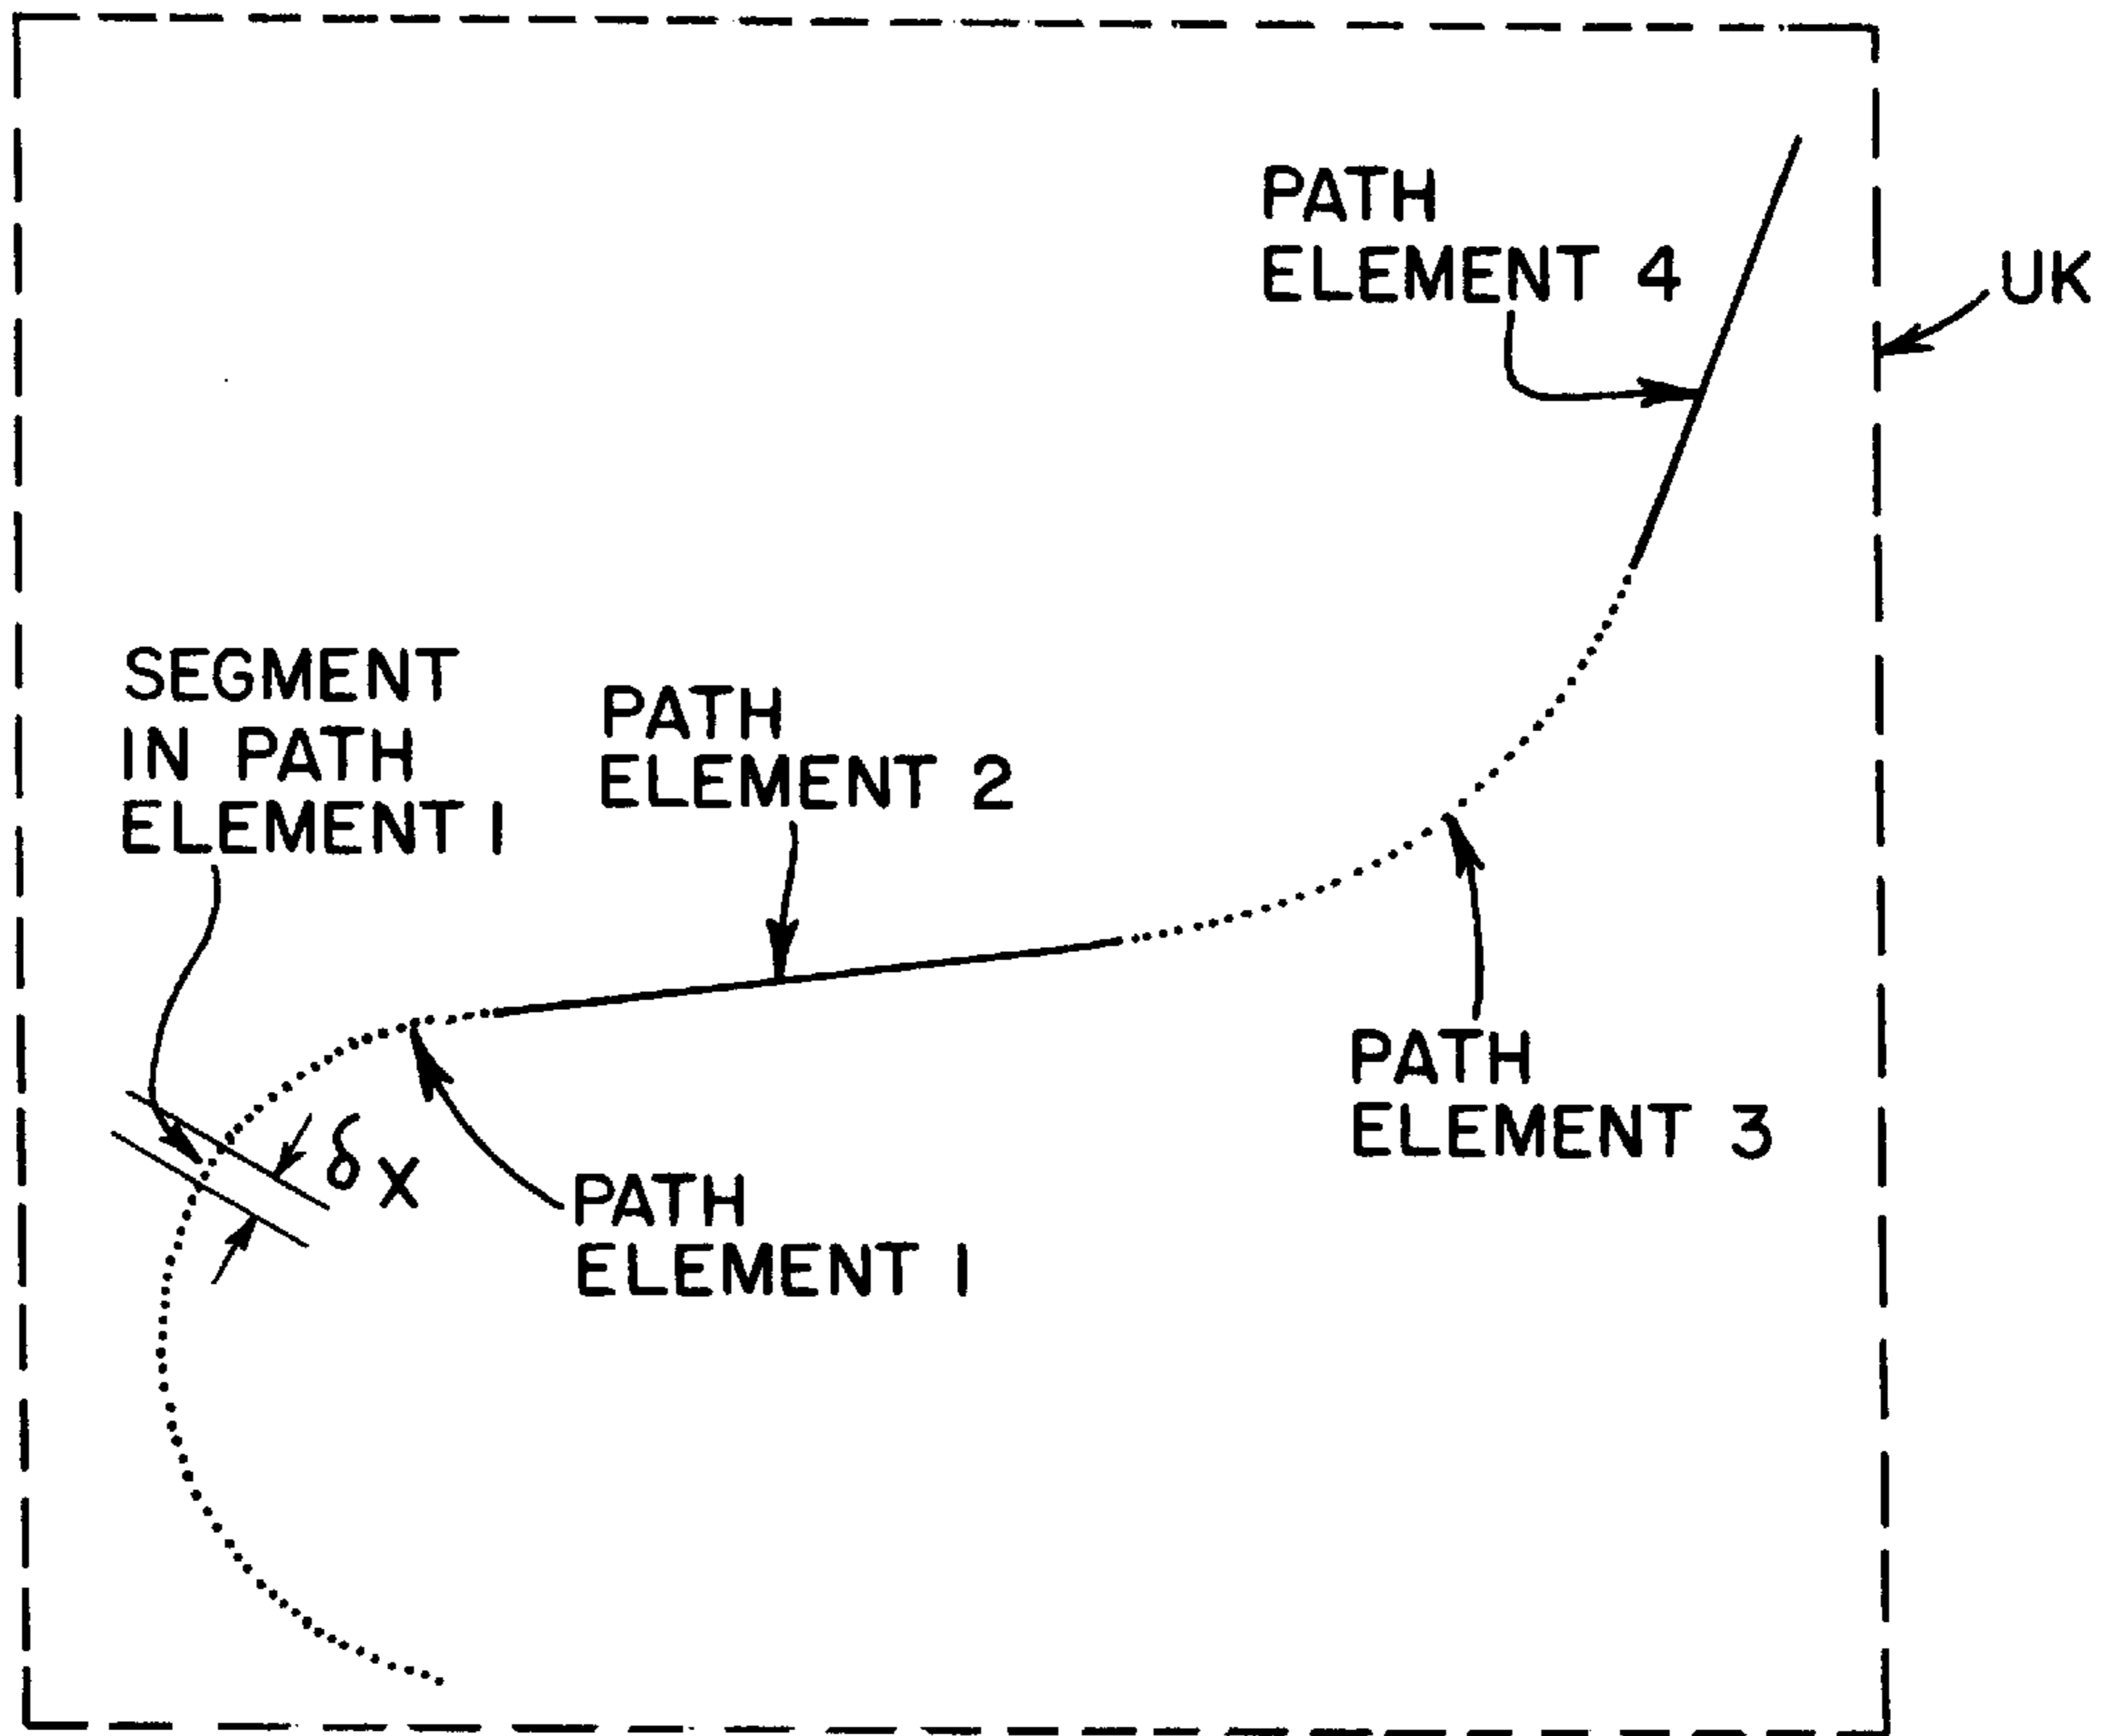 PATH
ELEMENT 4
UK
SEGMENT
IN PATH
ELEMENT 1
PATH
ELEMENT 2
δx
PATH
ELEMENT 1
PATH
ELEMENT 3